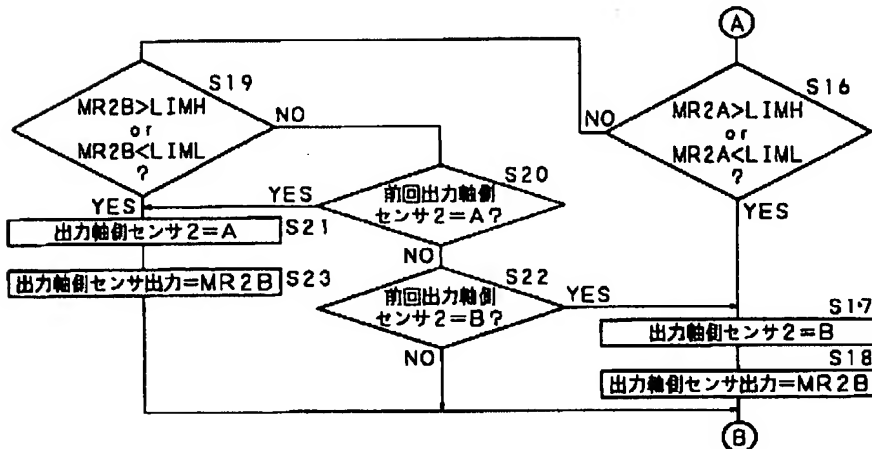 A
S19
MR2B>LIMH
or
MR2B<LIML
?
NO
YES
S16
MR2A>LIMH
or
MR2A<LIML
?
NO
YES
S20
前回出力軸側
センサ2=A?
YES
NO
S21
出力軸側センサ2=A
S23
出力軸側センサ出力=MR2B
S22
前回出力軸側
センサ2=B?
YES
NO
S17
出力軸側センサ2=B
S18
出力軸側センサ出力=MR2B
B